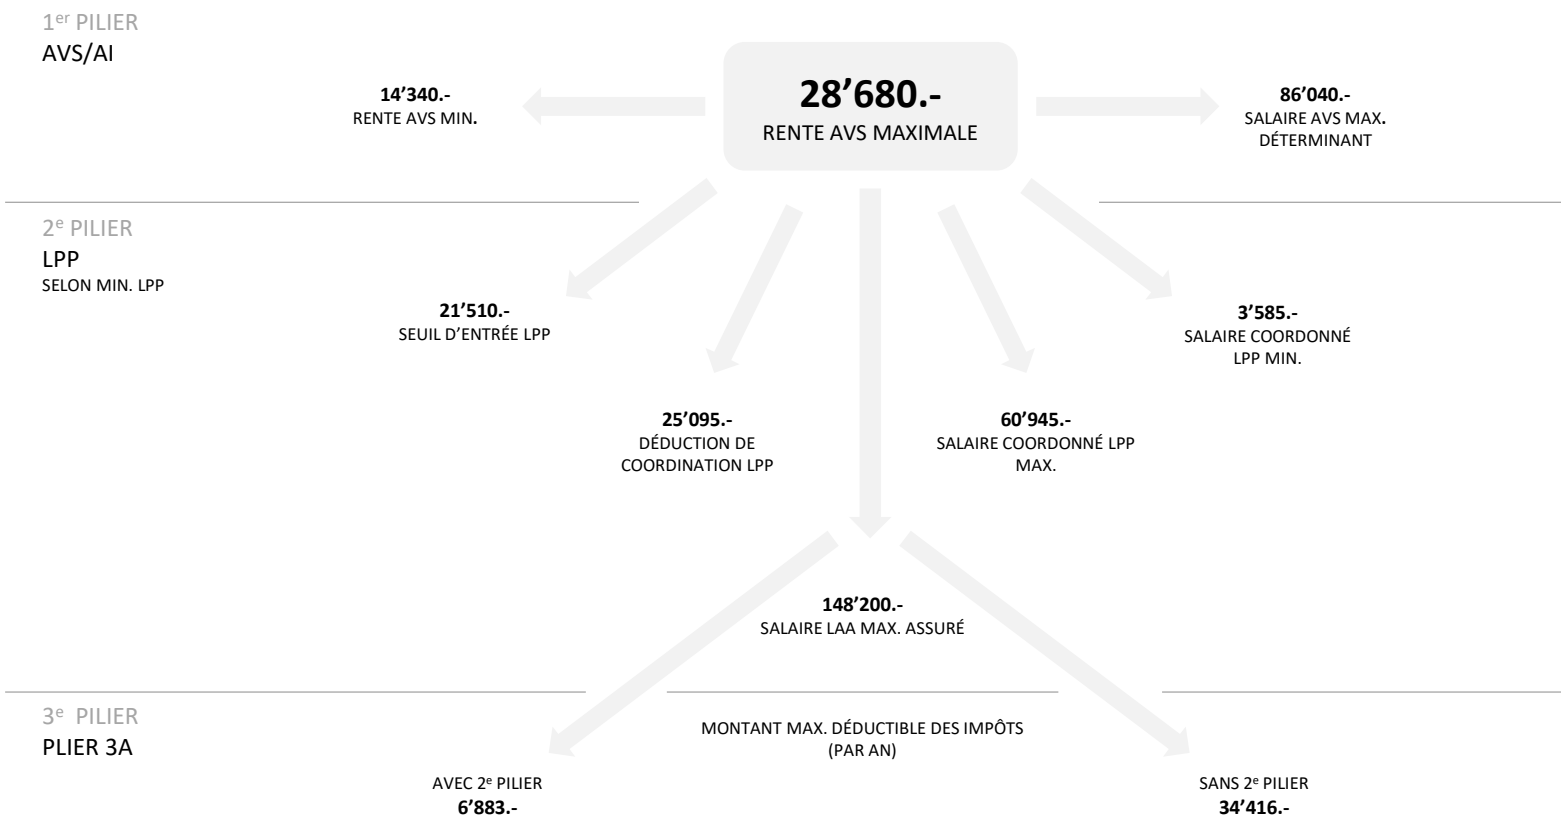 1er PILIER
AVS/AI
28’680.-
RENTE AVS MAXIMALE
14’340.-
RENTE AVS MIN.
86’040.-
SALAIRE AVS MAX.
DÉTERMINANT
2e PILIER
LPP
SELON MIN. LPP
21’510.-
SEUIL D’ENTRÉE LPP
3’585.-
SALAIRE COORDONNÉ
LPP MIN.
25’095.-
DÉDUCTION DE
COORDINATION LPP
60’945.-
SALAIRE COORDONNÉ LPP
MAX.
148’200.-
SALAIRE LAA MAX. ASSURÉ
3e PILIER
PLIER 3A
MONTANT MAX. DÉDUCTIBLE DES IMPÔTS
(PAR AN)
AVEC 2e PILIER
6’883.-
SANS 2e PILIER
34’416.-